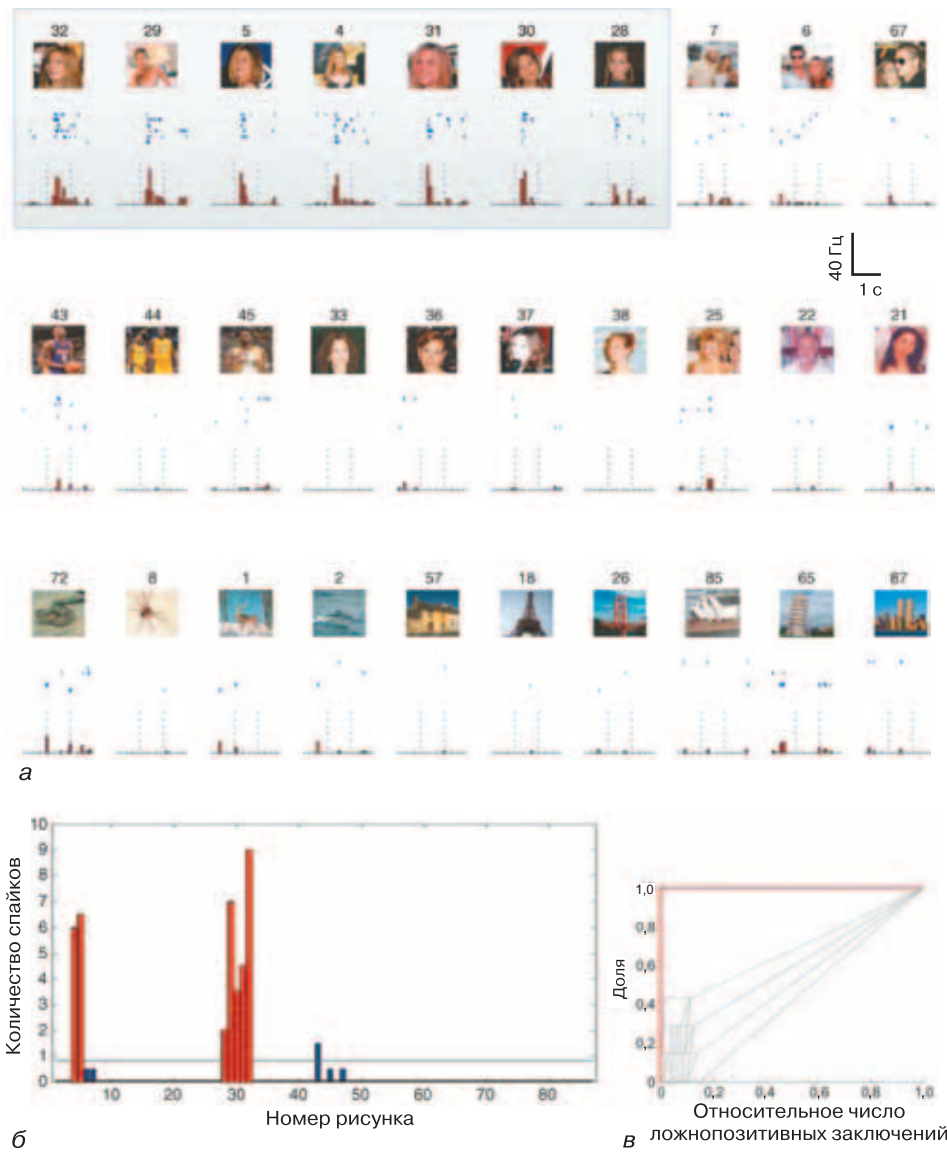 32 29 5 4 31 30 28 7 6 67
40 Гц
1 с
43 44 45 33 36 37 38 25 22 21
72 8 1 2 57 18 26 85 65 87
а
Количество спайков
10
9
8
7
6
5
4
3
2
1
0
10 20 30 40 50 60 70 80
Номер рисунка
б
Доля
1,0
0,8
0,6
0,4
0,2
0
0 0,2 0,4 0,6 0,8 1,0
Относительное число
ложнопозитивных заключений
в